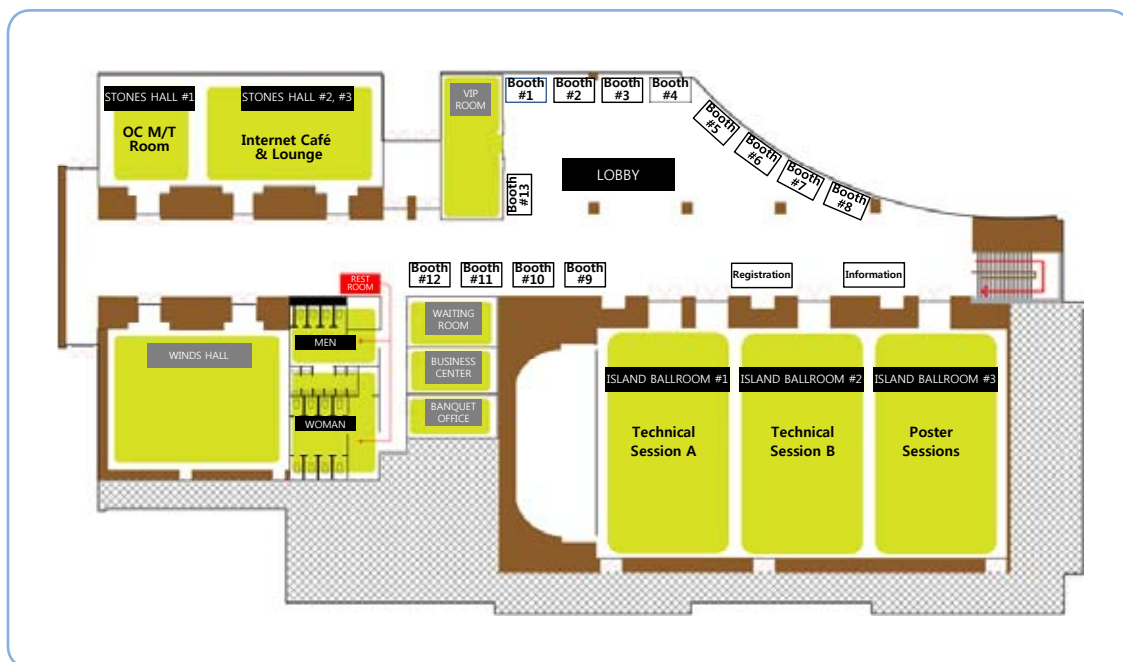 STONES HALL #1
OC M/T
Room
STONES HALL #2, #3
Internet Café
& Lounge
VIP
ROOM
Booth
#1
Booth
#2
Booth
#3
Booth
#4
Booth
#5
Booth
#6
Booth
#7
Booth
#8
LOBBY
Booth
#13
Booth
#12
Booth
#11
Booth
#10
Booth
#9
Registration
Information
REST
ROOM
MEN
WOMAN
WINDS HALL
WAITING
ROOM
BUSINESS
CENTER
BANQUET
OFFICE
ISLAND BALLROOM #1
Technical
Session A
ISLAND BALLROOM #2
Technical
Session B
ISLAND BALLROOM #3
Poster
Sessions